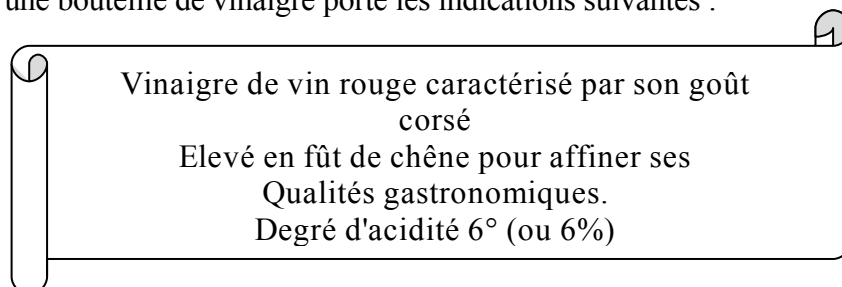 une bouteille de vinaigre porte les indications suivantes :
Vinaigre de vin rouge caractérisé par son goût
corsé
Elevé en fût de chêne pour affiner ses
Qualités gastronomiques.
Degré d'acidité 6° (ou 6%)